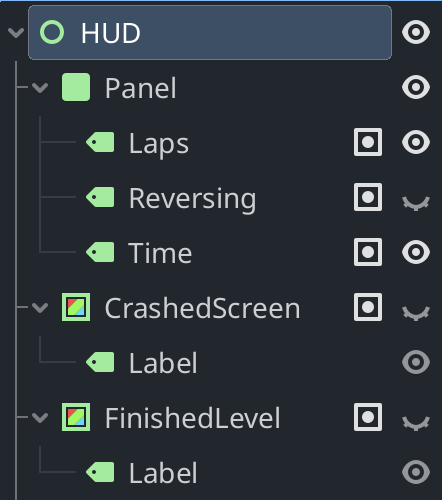 HUD
Panel
Laps
Reversing
Time
CrashedScreen
Label
FinishedLevel
Label